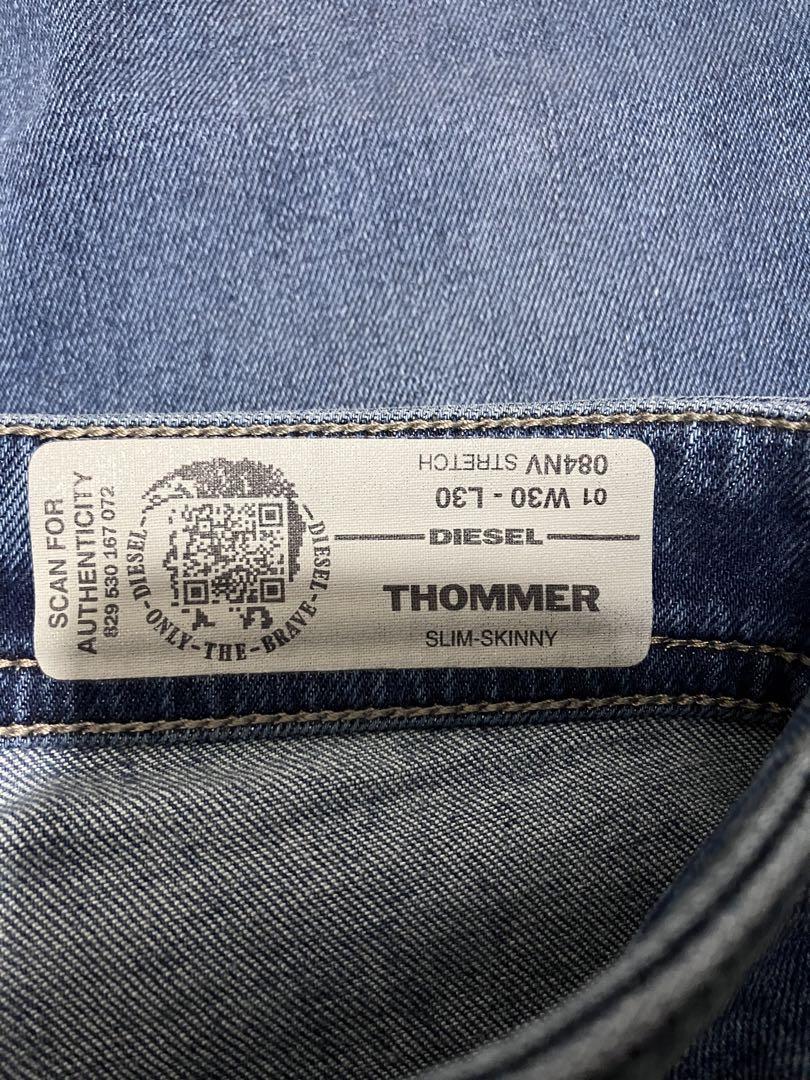 SCAN FOR
AUTHENTICITY
829 530 167 072
DIESEL-ONLY-THE-BRAVE-DIESEL
084NV STRETCH
01 W30 - L30
DIESEL
THOMMER
SLIM-SKINNY